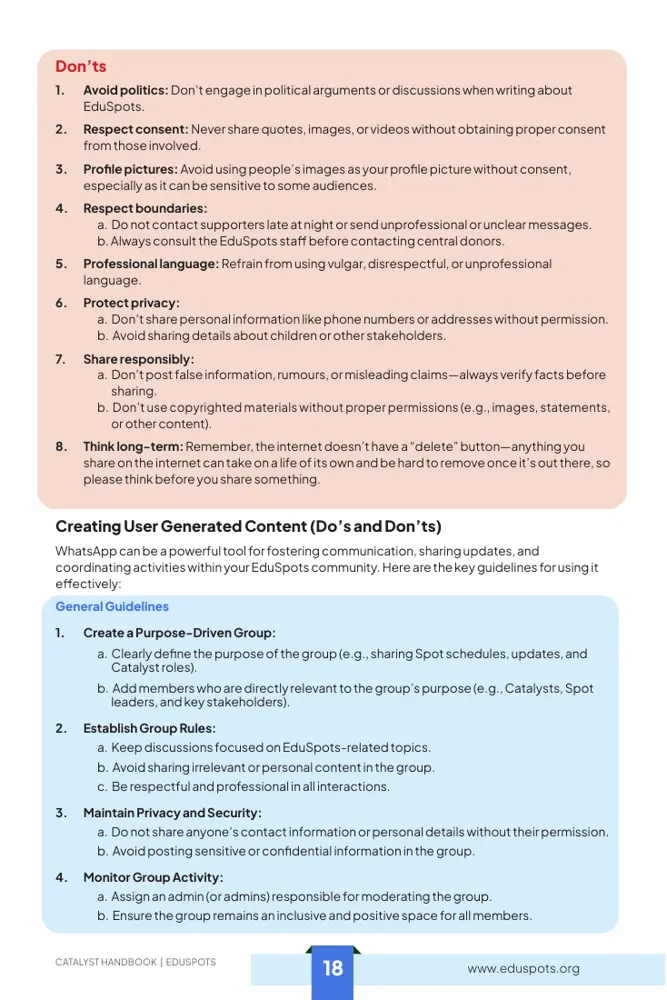 Don'ts
1. Avoid politics: Don't engage in political arguments or discussions when writing about
EduSpots.
2. Respect consent: Never share quotes, images, or videos without obtaining proper consent
from those involved.
3. Profile pictures: Avoid using people's images as your profile picture without consent,
especially as it can be sensitive to some audiences.
4. Respect boundaries:
a. Do not contact supporters late at night or send unprofessional or unclear messages.
b. Always consult the EduSpots staff before contacting central donors.
5. Professional language: Refrain from using vulgar, disrespectful, or unprofessional
language.
6. Protect privacy:
a. Don't share personal information like phone numbers or addresses without permission.
b. Avoid sharing details about children or other stakeholders.
7. Share responsibly:
a. Don't post false information, rumours, or misleading claims—always verify facts before
sharing.
b. Don't use copyrighted materials without proper permissions (e.g., images, statements,
or other content).
8. Think long-term: Remember, the internet doesn't have a "delete" button—anything you
share on the internet can take on a life of its own and be hard to remove once it's out there, so
please think before you share something.
Creating User Generated Content (Do's and Don'ts)
WhatsApp can be a powerful tool for fostering communication, sharing updates, and
coordinating activities within your EduSpots community. Here are the key guidelines for using it
effectively:
General Guidelines
1. Create a Purpose-Driven Group:
a. Clearly define the purpose of the group (e.g., sharing Spot schedules, updates, and
Catalyst roles).
b. Add members who are directly relevant to the group's purpose (e.g., Catalysts, Spot
leaders, and key stakeholders).
2. Establish Group Rules:
a. Keep discussions focused on EduSpots-related topics.
b. Avoid sharing irrelevant or personal content in the group.
c. Be respectful and professional in all interactions.
3. Maintain Privacy and Security:
a. Do not share anyone's contact information or personal details without their permission.
b. Avoid posting sensitive or confidential information in the group.
4. Monitor Group Activity:
a. Assign an admin (or admins) responsible for moderating the group.
b. Ensure the group remains an inclusive and positive space for all members.
CATALYST HANDBOOK | EDUSPOTS
18
www.eduspots.org